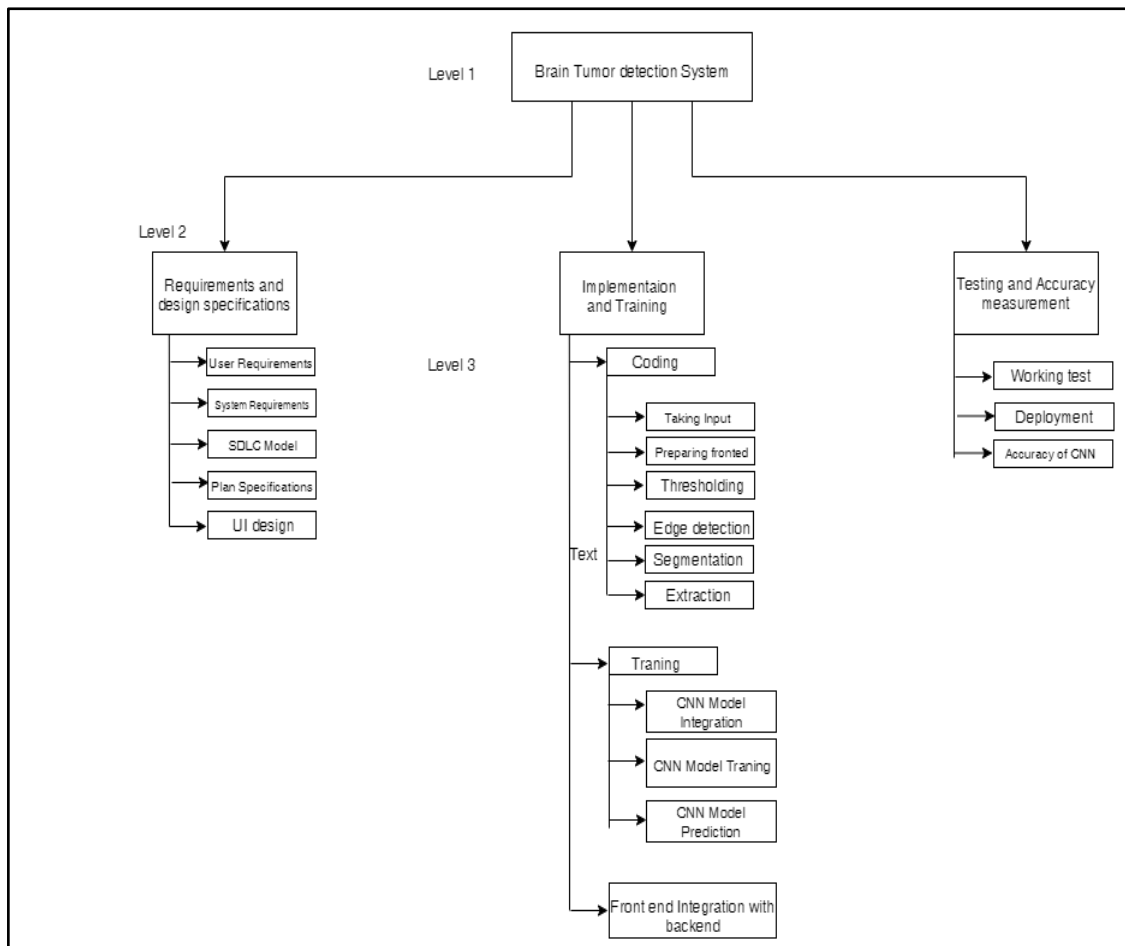 Level 1
Brain Tumor detection System
Level 2
Requirements and
design specifications
User Requirements
System Requirements
SDLC Model
Plan Specifications
UI design
Level 3
Implementaion
and Training
Coding
Taking Input
Preparing fronted
Thresholding
Edge detection
Text
Segmentation
Extraction
Traning
CNN Model
Integration
CNN Model Traning
CNN Model
Prediction
Front end Integration with
backend
Testing and Accuracy
measurement
Working test
Deployment
Accuracy of CNN